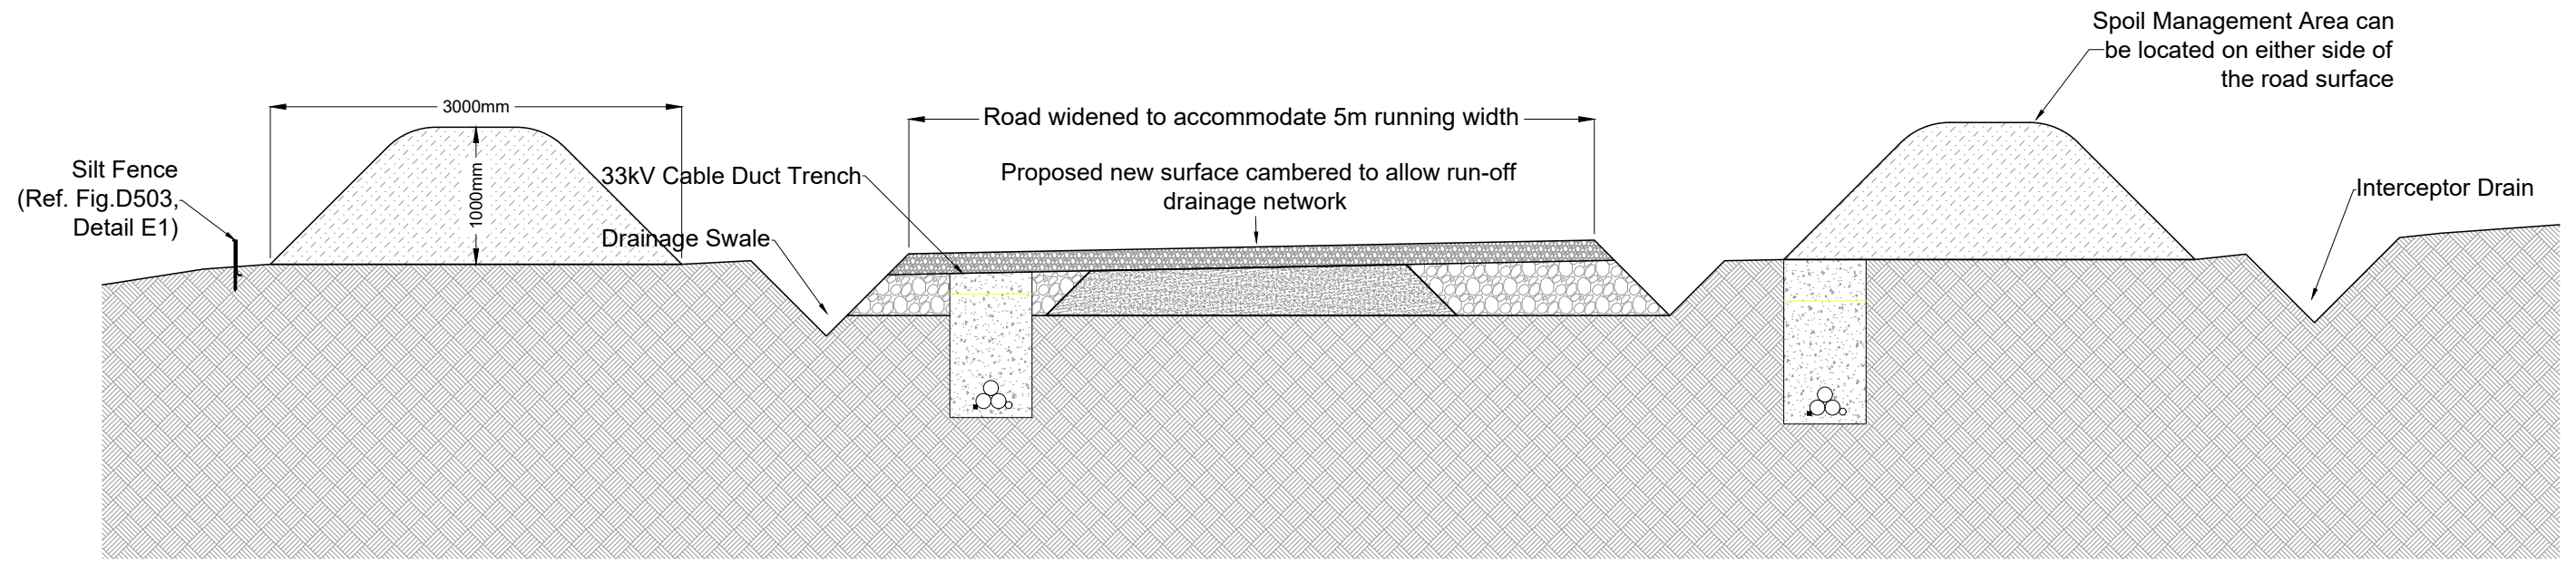 Spoil Management Area can
be located on either side of
the road surface
3000mm
Road widened to accommodate 5m running width
Silt Fence
(Ref. Fig.D503,
Detail E1)
1000mm
33kV Cable Duct Trench
Proposed new surface cambered to allow run-off
drainage network
Interceptor Drain
Drainage Swale